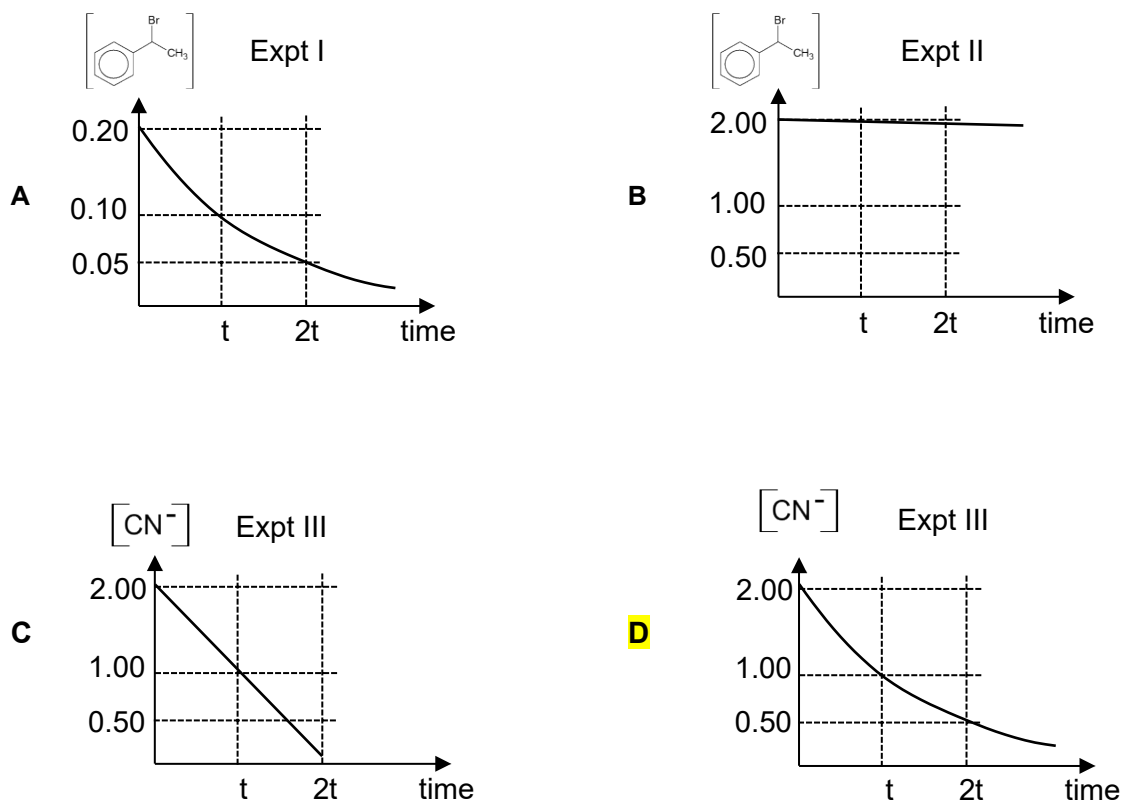 Br
CH3
Expt I
A
0.20
0.10
0.05
t
2t
time
Br
CH3
Expt II
B
2.00
1.00
0.50
t
2t
time
[CN⁻]
Expt III
C
2.00
1.00
0.50
t
2t
time
[CN⁻]
Expt III
D
2.00
1.00
0.50
t
2t
time